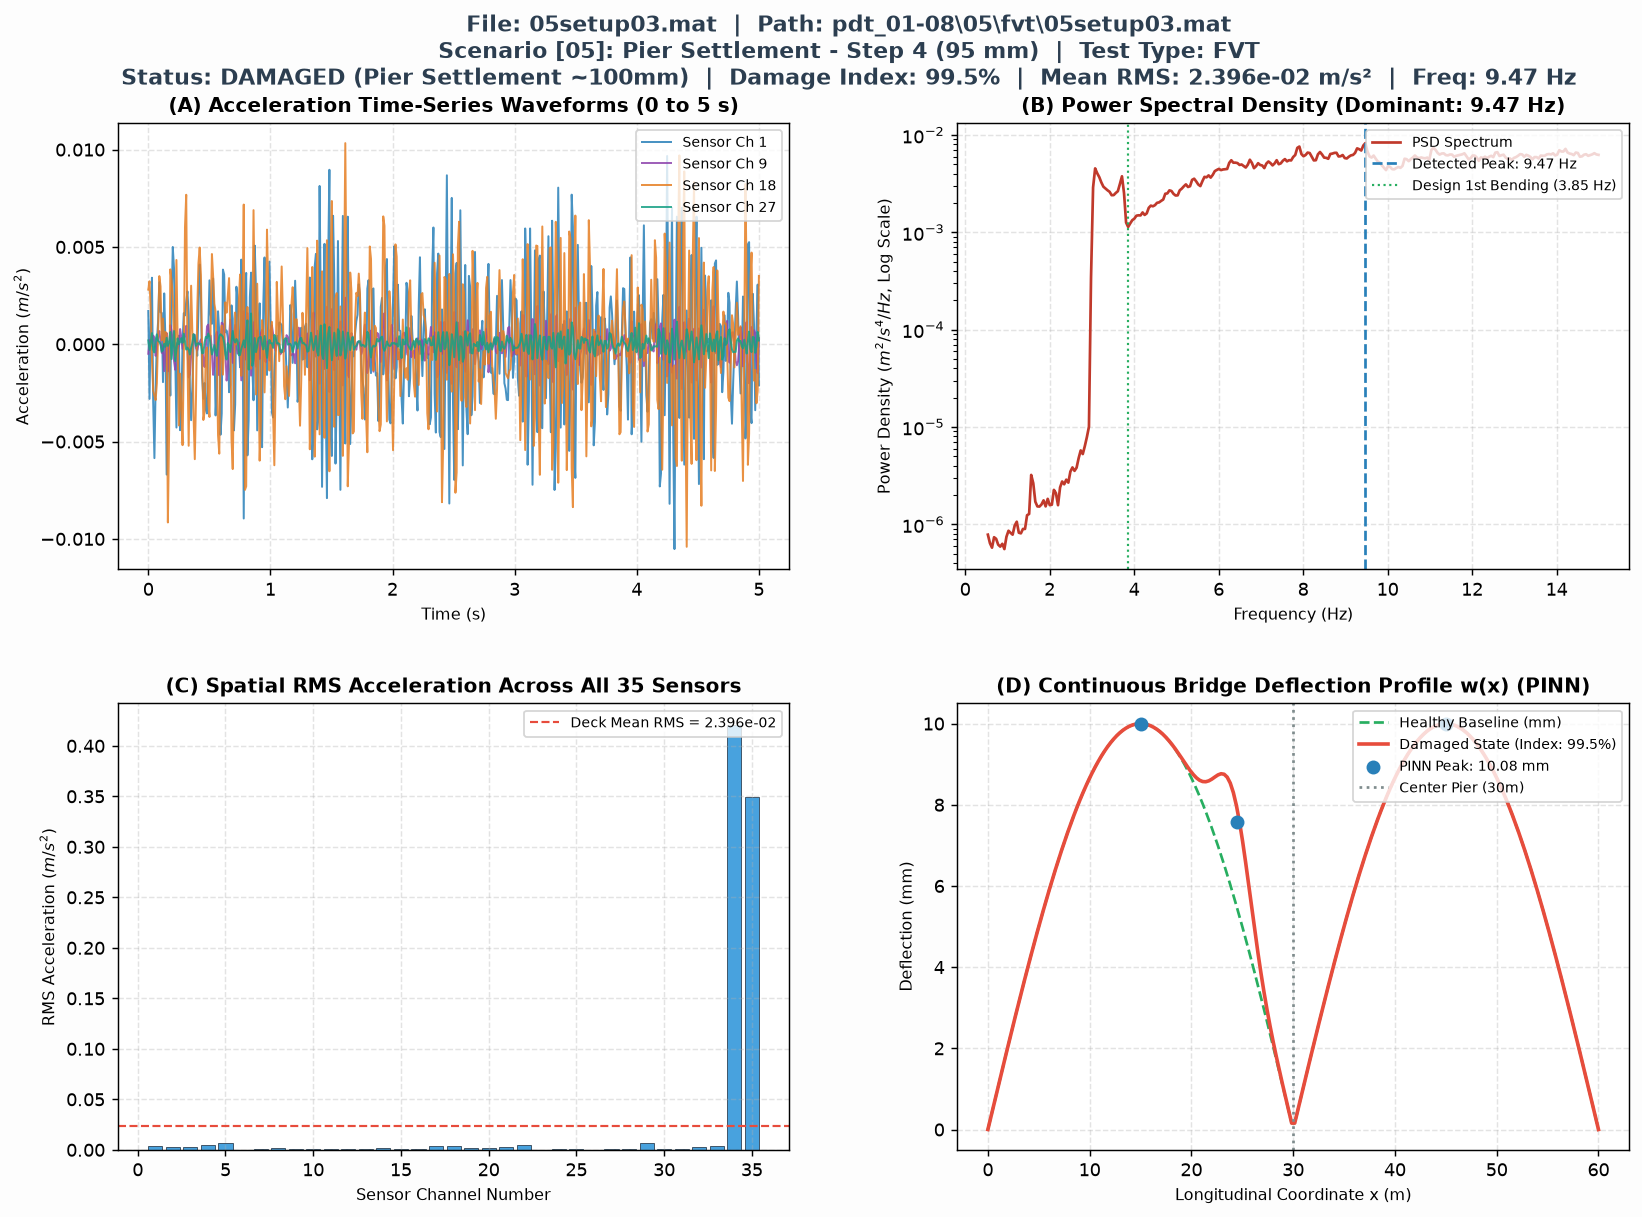 File: 05setup03.mat | Path: pdt_01-08\05\fvt\05setup03.mat
Scenario [05]: Pier Settlement - Step 4 (95 mm) | Test Type: FVT
Status: DAMAGED (Pier Settlement ~100mm) | Damage Index: 99.5% | Mean RMS: 2.396e-02 m/s² | Freq: 9.47 Hz
(A) Acceleration Time-Series Waveforms (0 to 5 s)
Sensor Ch 1
Sensor Ch 9
Sensor Ch 18
Sensor Ch 27
0.010
0.005
0.000
−0.005
−0.010
Acceleration (m/s²)
0 1 2 3 4 5
Time (s)
(B) Power Spectral Density (Dominant: 9.47 Hz)
PSD Spectrum
Detected Peak: 9.47 Hz
Design 1st Bending (3.85 Hz)
10⁻²
10⁻³
10⁻⁴
10⁻⁵
10⁻⁶
Power Density (m²/s⁴/Hz, Log Scale)
0 2 4 6 8 10 12 14
Frequency (Hz)
(C) Spatial RMS Acceleration Across All 35 Sensors
Deck Mean RMS = 2.396e-02
0.40
0.35
0.30
0.25
0.20
0.15
0.10
0.05
0.00
RMS Acceleration (m/s²)
0 5 10 15 20 25 30 35
Sensor Channel Number
(D) Continuous Bridge Deflection Profile w(x) (PINN)
Healthy Baseline (mm)
Damaged State (Index: 99.5%)
PINN Peak: 10.08 mm
Center Pier (30m)
10
8
6
4
2
0
Deflection (mm)
0 10 20 30 40 50 60
Longitudinal Coordinate x (m)